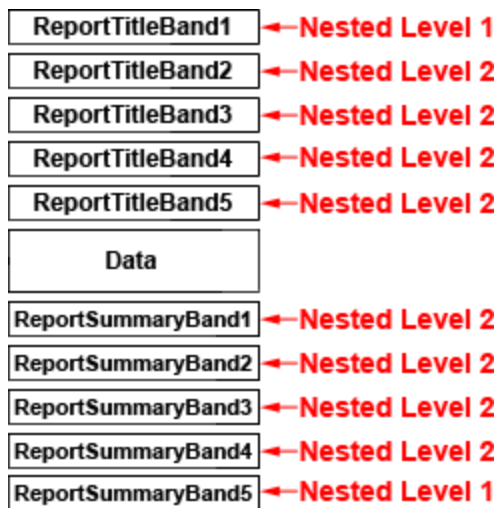 ReportTitleBand1 Nested Level 1
ReportTitleBand2 Nested Level 2
ReportTitleBand3 Nested Level 2
ReportTitleBand4 Nested Level 2
ReportTitleBand5 Nested Level 2
Data
ReportSummaryBand1 Nested Level 2
ReportSummaryBand2 Nested Level 2
ReportSummaryBand3 Nested Level 2
ReportSummaryBand4 Nested Level 2
ReportSummaryBand5 Nested Level 1